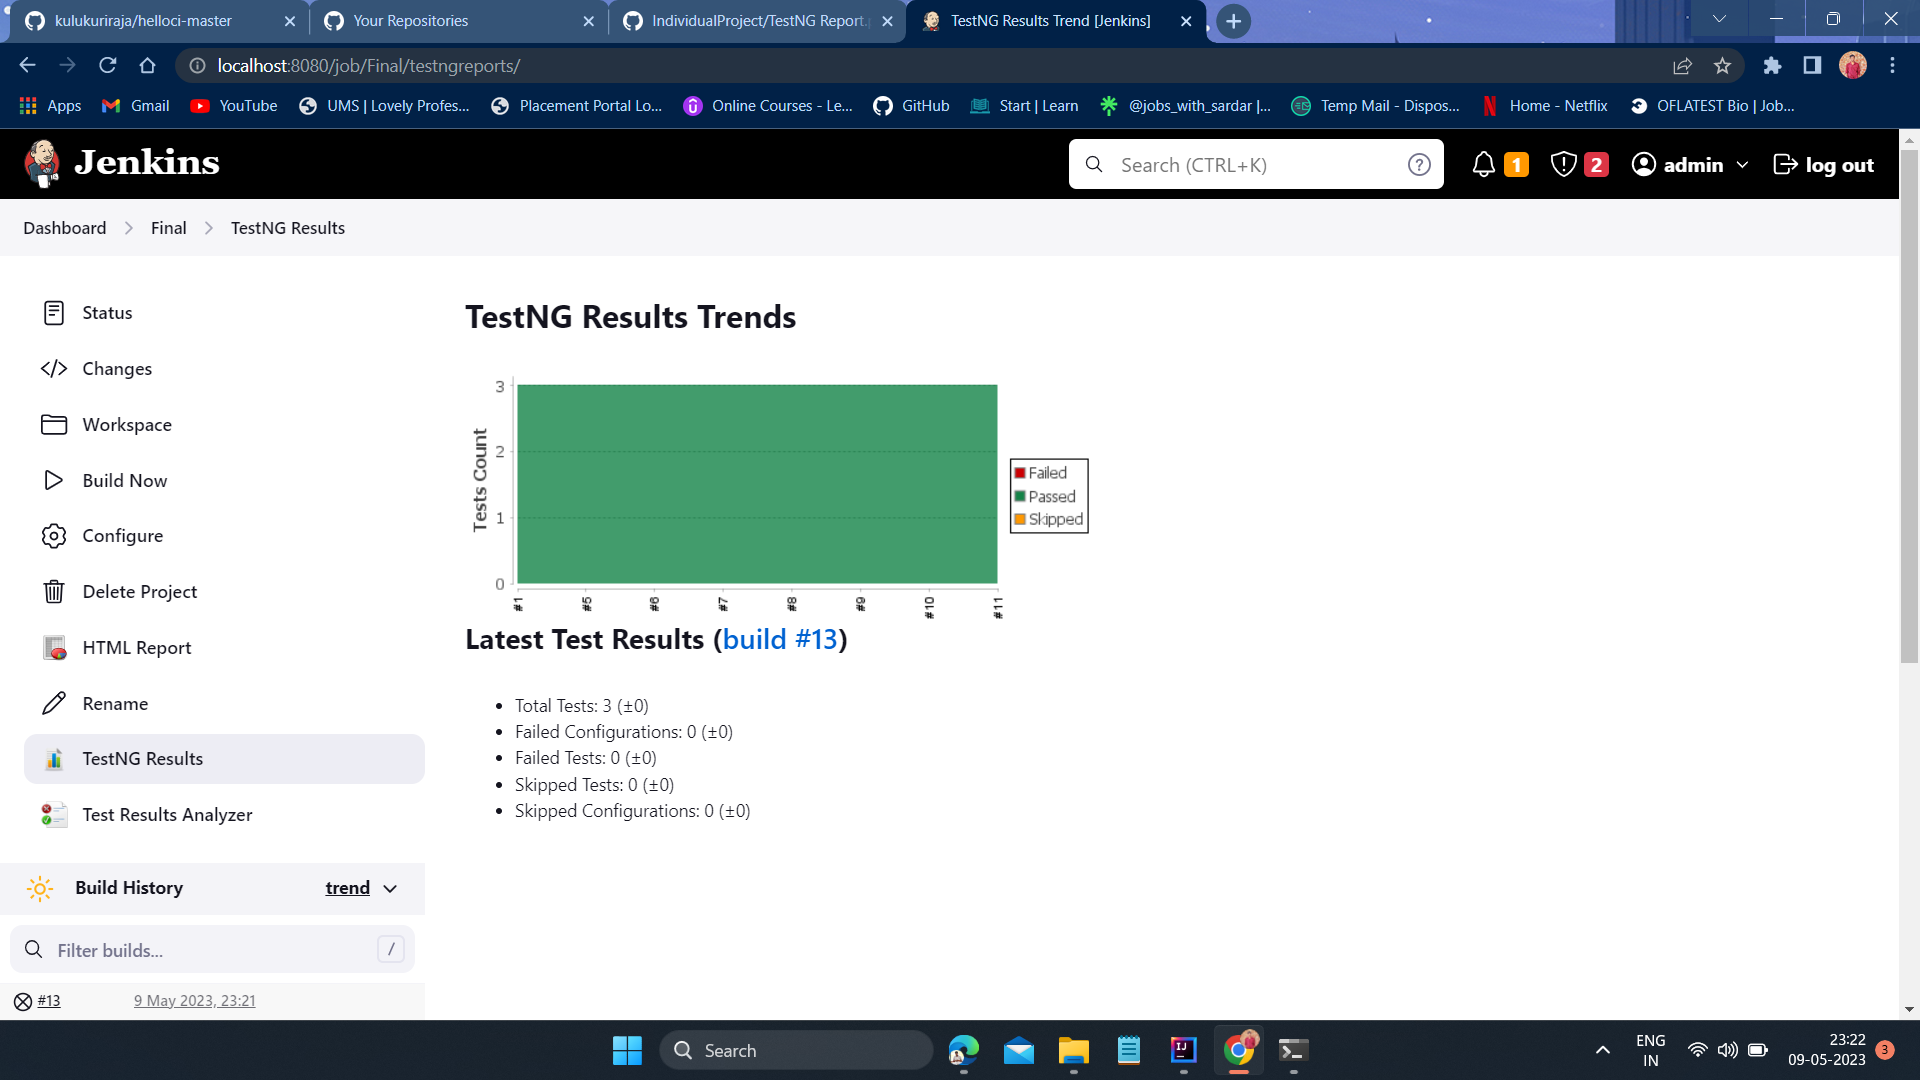 kulukuriraja/helloci-master
Your Repositories
IndividualProject/TestNG Report.
TestNG Results Trend [Jenkins]
localhost:8080/job/Final/testngreports/
Apps
Gmail
YouTube
UMS | Lovely Profes...
Placement Portal Lo...
Online Courses - Le...
GitHub
Start | Learn
@jobs_with_sardar |...
Temp Mail - Dispos...
Home - Netflix
OFLATEST Bio | Job...
Jenkins
Search (CTRL+K)
?
1
2
admin
log out
Dashboard
Final
TestNG Results
Status
Changes
Workspace
Build Now
Configure
Delete Project
HTML Report
Rename
TestNG Results
Test Results Analyzer
Build History
trend
Filter builds...
/
#13
9 May 2023, 23:21
TestNG Results Trends
Tests Count
3
2
1
0
#1
#5
#6
#7
#8
#9
#10
#11
Failed
Passed
Skipped
Latest Test Results (build #13)
• Total Tests: 3 (±0)
• Failed Configurations: 0 (±0)
• Failed Tests: 0 (±0)
• Skipped Tests: 0 (±0)
• Skipped Configurations: 0 (±0)
Search
IJ
ENG
IN
23:22
09-05-2023
3